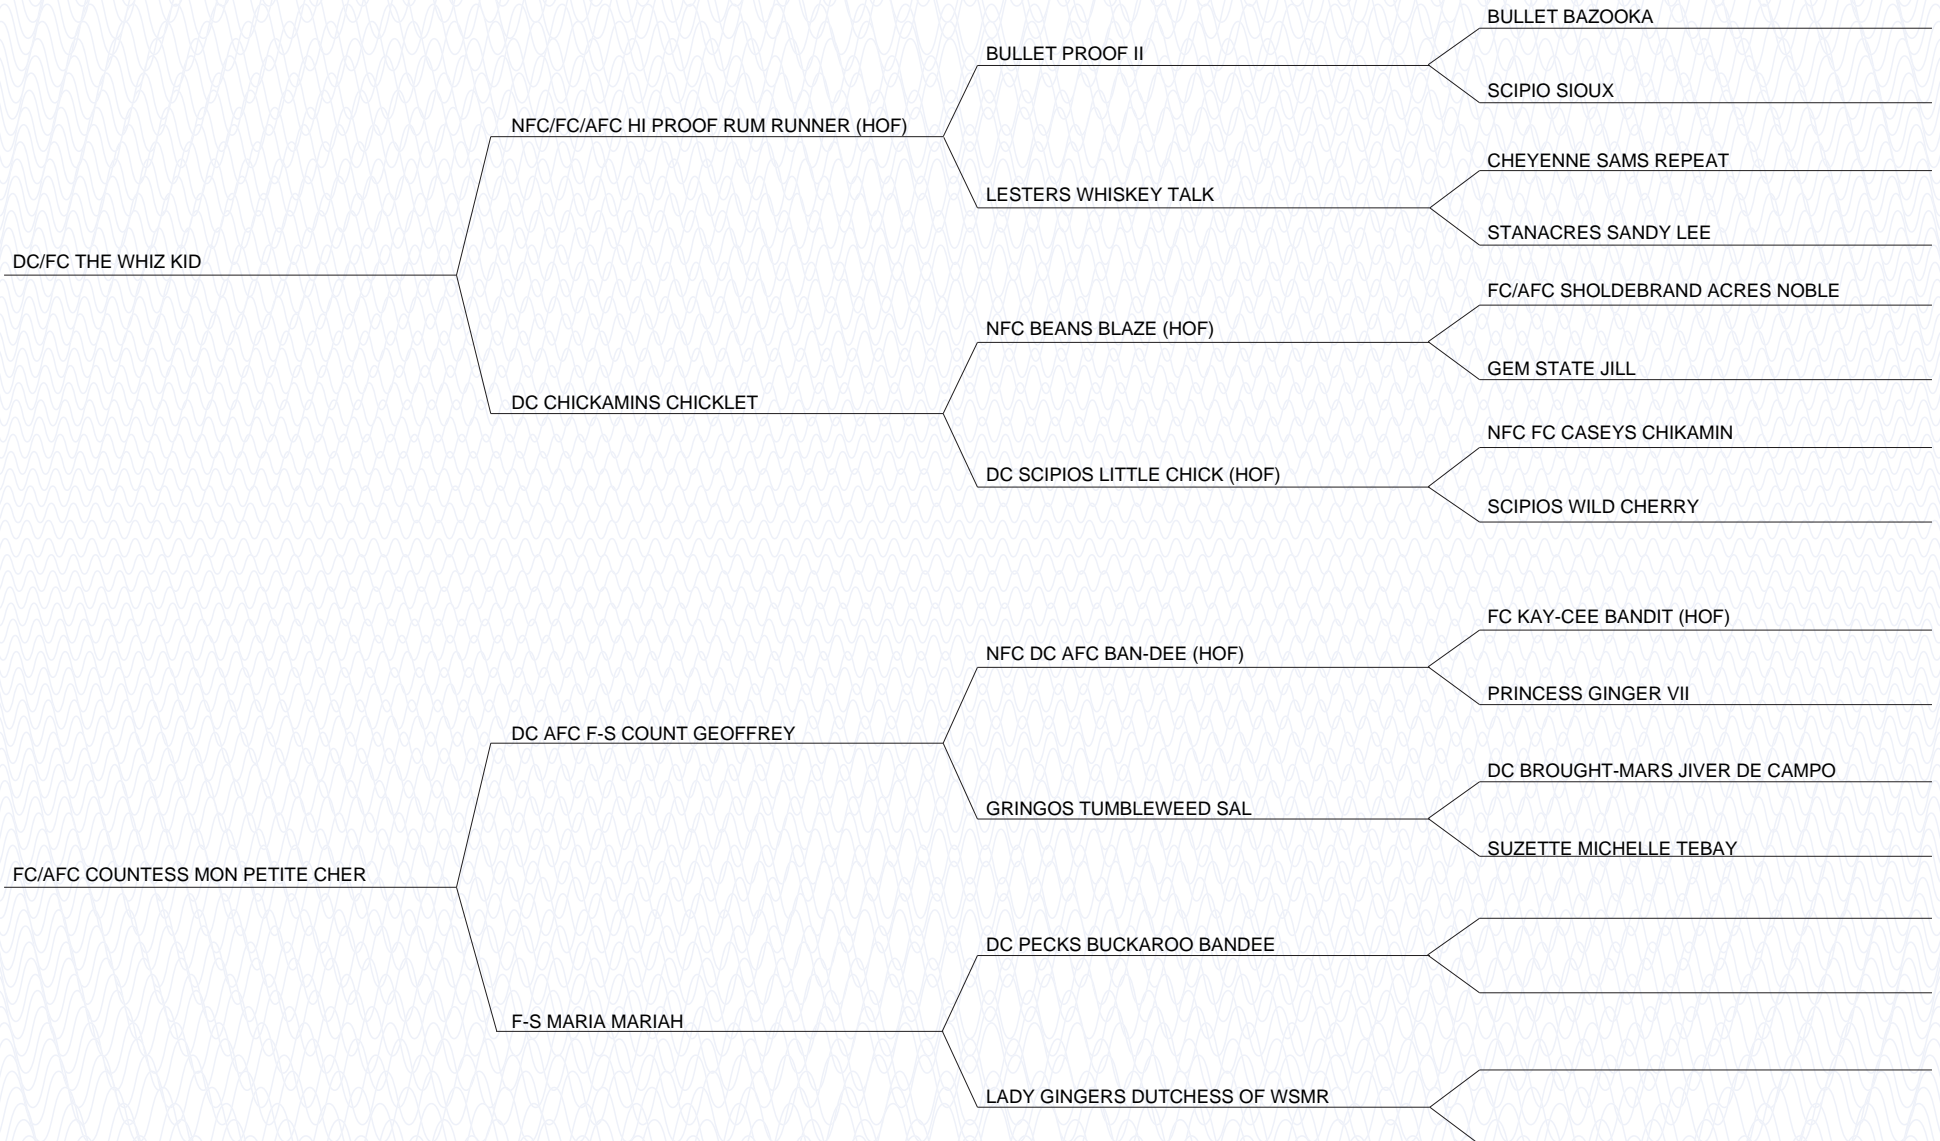 BULLET BAZOOKA
BULLET PROOF II
SCIPIO SIOUX
NFC/FC/AFC HI PROOF RUM RUNNER (HOF)
CHEYENNE SAMS REPEAT
LESTERS WHISKEY TALK
STANACRES SANDY LEE
DC/FC THE WHIZ KID
FC/AFC SHOLDEBRAND ACRES NOBLE
NFC BEANS BLAZE (HOF)
GEM STATE JILL
DC CHICKAMINS CHICKLET
NFC FC CASEYS CHIKAMIN
DC SCIPIOS LITTLE CHICK (HOF)
SCIPIOS WILD CHERRY
FC KAY-CEE BANDIT (HOF)
NFC DC AFC BAN-DEE (HOF)
PRINCESS GINGER VII
DC AFC F-S COUNT GEOFFREY
DC BROUGHT-MARS JIVER DE CAMPO
GRINGOS TUMBLEWEED SAL
SUZETTE MICHELLE TEBAY
FC/AFC COUNTESS MON PETITE CHER
DC PECKS BUCKAROO BANDEE
F-S MARIA MARIAH
LADY GINGERS DUTCHESS OF WSMR